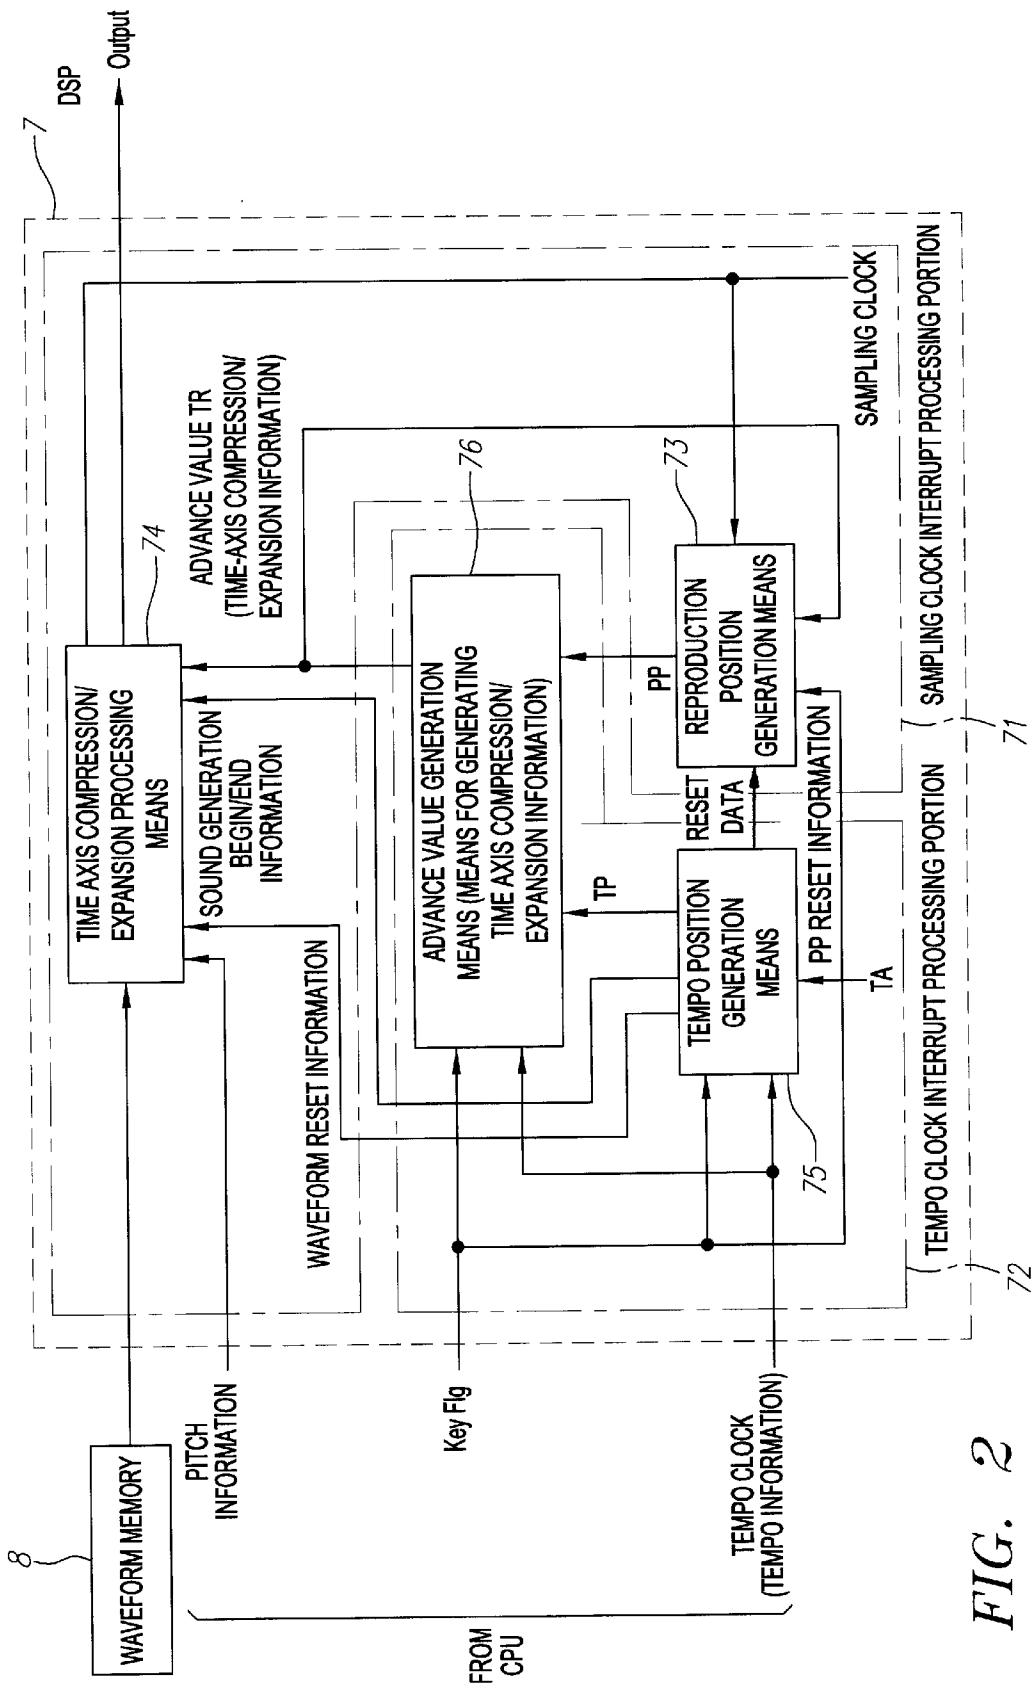 7
DSP
Output
8
WAVEFORM MEMORY
PITCH
INFORMATION
FROM
CPU
Key Flg
TEMPO CLOCK
(TEMPO INFORMATION)
TIME AXIS COMPRESSION/
EXPANSION PROCESSING
MEANS
74
SOUND GENERATION
BEGIN/END
INFORMATION
WAVEFORM RESET INFORMATION
ADVANCE VALUE TR
(TIME-AXIS COMPRESSION/
EXPANSION INFORMATION)
ADVANCE VALUE GENERATION
MEANS (MEANS FOR GENERATING
TIME AXIS COMPRESSION/
EXPANSION INFORMATION)
76
TP
PP
TEMPO POSITION
GENERATION
MEANS
75
RESET
DATA
REPRODUCTION
POSITION
GENERATION MEANS
73
PP RESET INFORMATION
TA
SAMPLING CLOCK
TEMPO CLOCK INTERRUPT PROCESSING PORTION
72
SAMPLING CLOCK INTERRUPT PROCESSING PORTION
71
FIG. 2